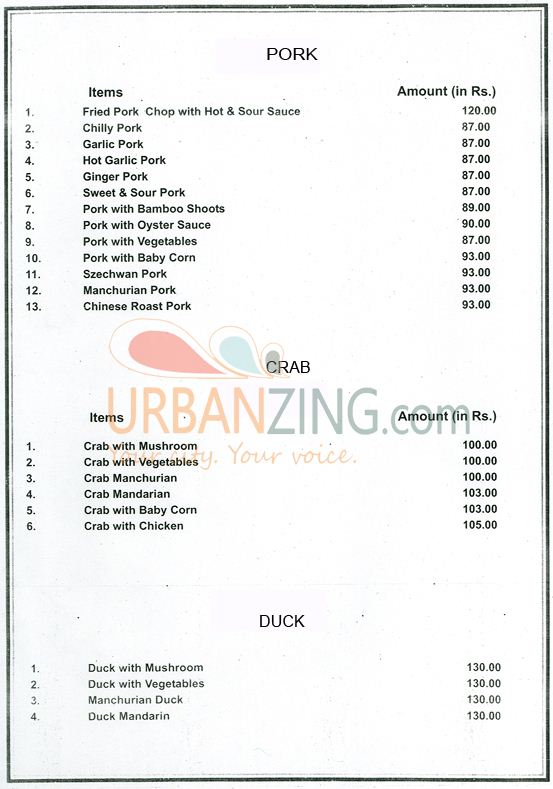 PORK
Items Amount (in Rs.)
1. Fried Pork Chop with Hot & Sour Sauce 120.00
2. Chilly Pork 87.00
3. Garlic Pork 87.00
4. Hot Garlic Pork 87.00
5. Ginger Pork 87.00
6. Sweet & Sour Pork 87.00
7. Pork with Bamboo Shoots 89.00
8. Pork with Oyster Sauce 90.00
9. Pork with Vegetables 87.00
10. Pork with Baby Corn 93.00
11. Szechwan Pork 93.00
12. Manchurian Pork 93.00
13. Chinese Roast Pork 93.00
CRAB
URBANZING.com
Items Amount (in Rs.)
1. Crab with Mushroom 100.00
Your city. Your voice.
2. Crab with Vegetables 100.00
3. Crab Manchurian 100.00
4. Crab Mandarian 103.00
5. Crab with Baby Corn 103.00
6. Crab with Chicken 105.00
DUCK
1. Duck with Mushroom 130.00
2. Duck with Vegetables 130.00
3. Manchurian Duck 130.00
4. Duck Mandarin 130.00